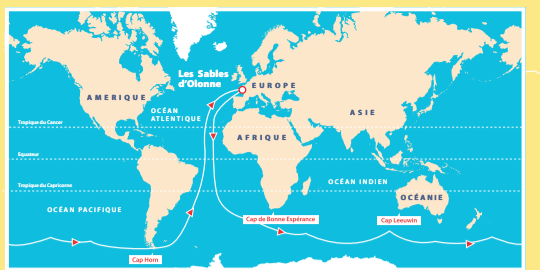 Les Sables
d'Olonne
EUROPE
AMERIQUE
OCÉAN
ATLENTIQUE
ASIE
Tropique du Cancer
AFRIQUE
Equateur
OCÉAN INDIEN
Tropique du Capricorne
OCÉANIE
OCÉAN PACIFIQUE
Cap de Bonne Espérance
Cap Leeuwin
Cap Horn